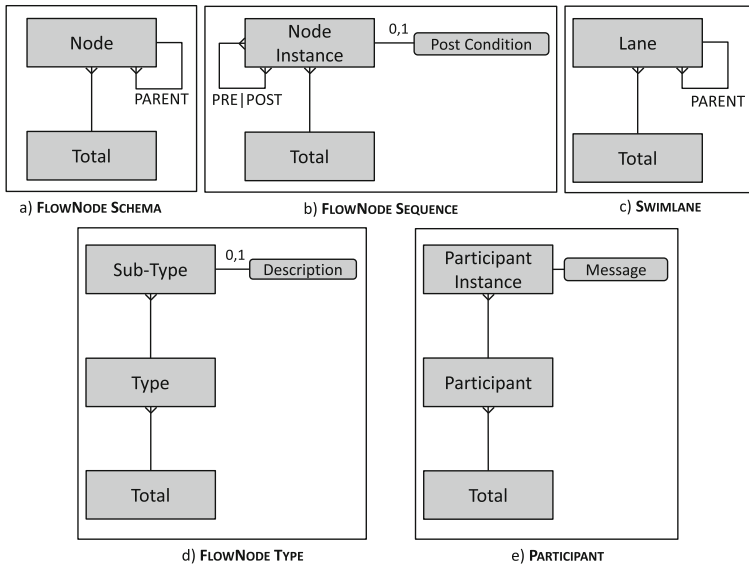 Node
PARENT
Total
a) FLOWNODE SCHEMA
Node
Instance
0,1
Post Condition
PRE|POST
Total
b) FLOWNODE SEQUENCE
Lane
PARENT
Total
c) SWIMLANE
Sub-Type
0,1
Description
Type
Total
d) FLOWNODE TYPE
Participant
Instance
Message
Participant
Total
e) PARTICIPANT